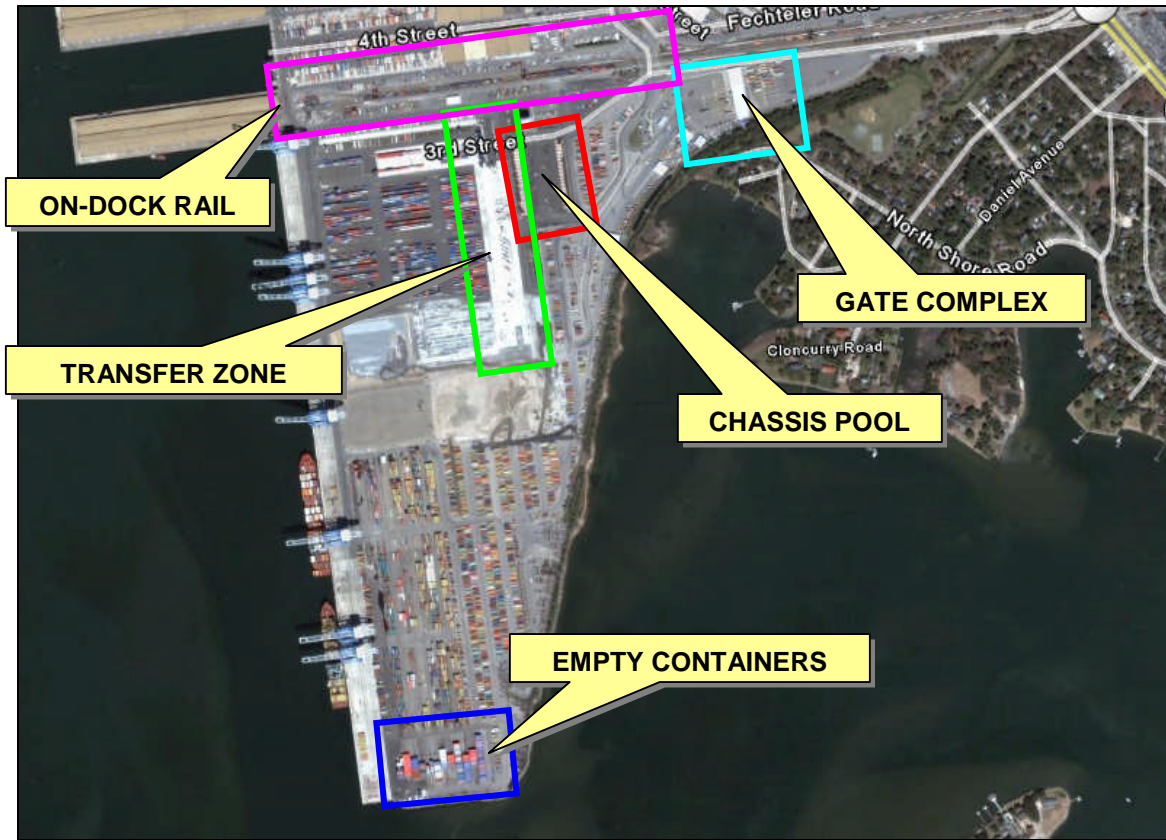 4th Street
Street
Fechteler Road
3rd Street
ON-DOCK RAIL
Daniel Avenue
North Shore Road
GATE COMPLEX
Cloncurry Road
TRANSFER ZONE
CHASSIS POOL
EMPTY CONTAINERS